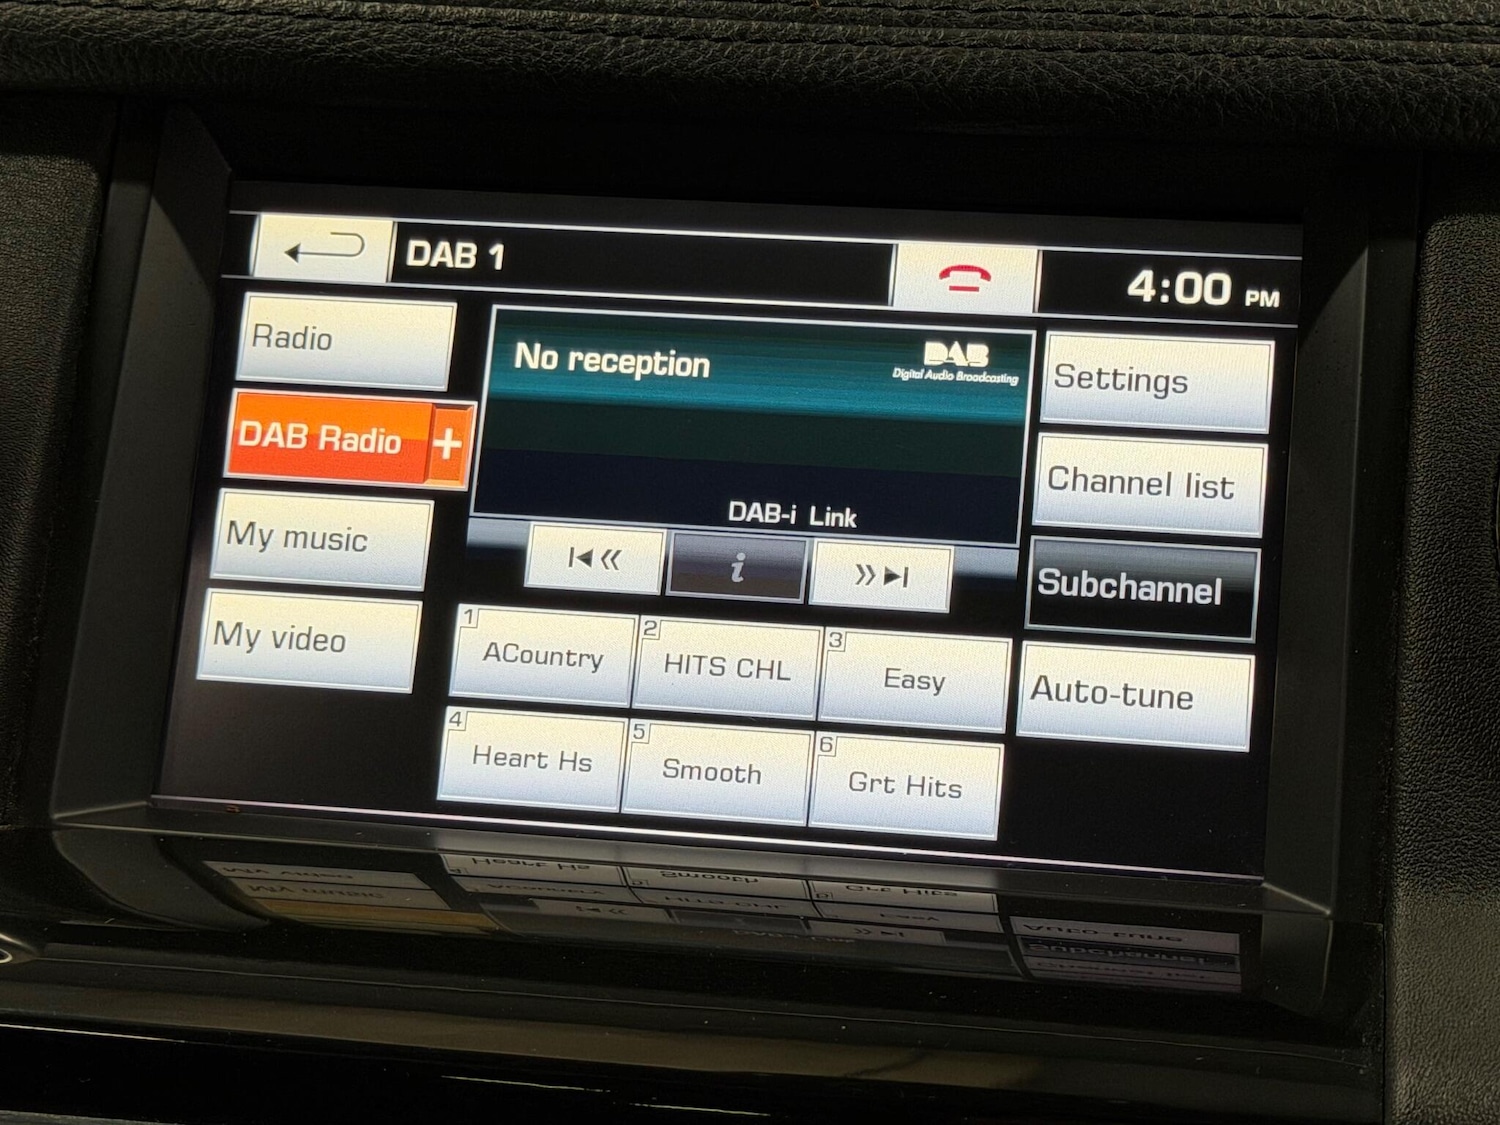 DAB 1
4:00 PM
Radio
DAB Radio +
My music
My video
No reception
DAB
Digital Audio Broadcasting
DAB-i Link
i
1 ACountry
2 HITS CHL
3 Easy
4 Heart Hs
5 Smooth
6 Grt Hits
Settings
Channel list
Subchannel
Auto-tune